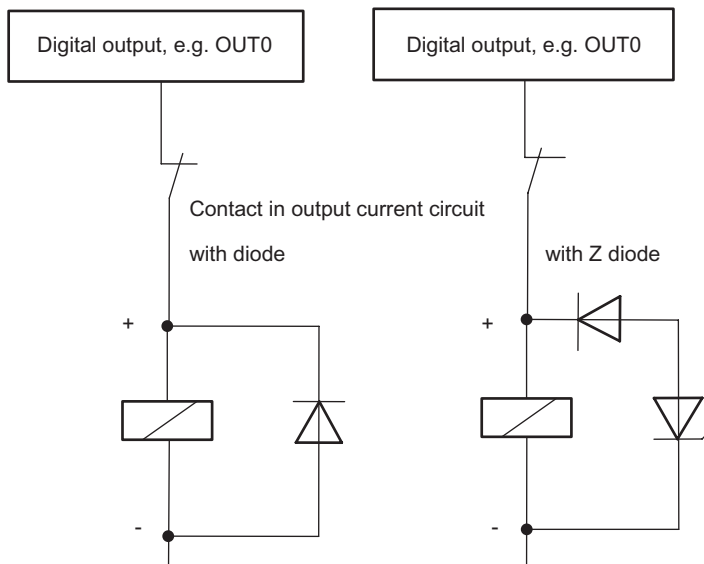 Digital output, e.g. OUT0
Digital output, e.g. OUT0
Contact in output current circuit
with diode
with Z diode
+
+
-
-